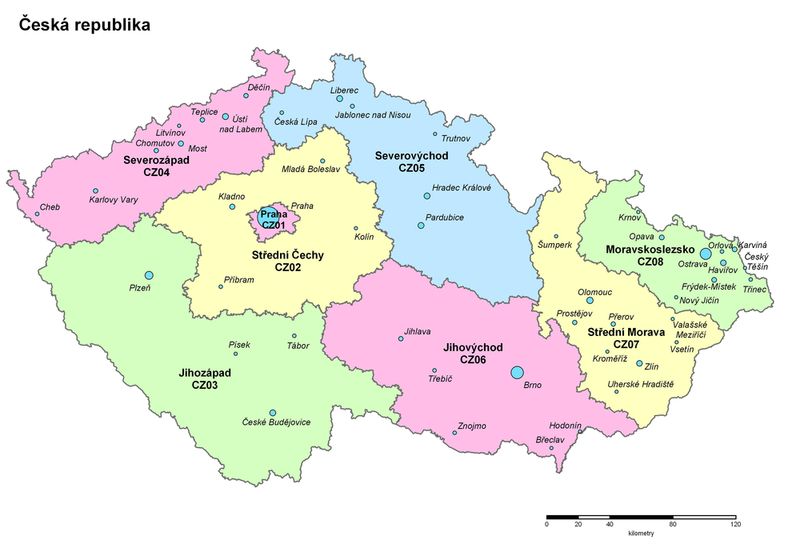 Česká republika
Děčín
Liberec
Teplice
Ústí
nad Labem
Česká Lípa
Jablonec nad Nisou
Litvínov
Chomutov
Most
Trutnov
Severozápad
CZ04
Severovýchod
CZ05
Mladá Boleslav
Karlovy Vary
Cheb
Kladno
Praha
Praha
CZ01
Hradec Králové
Pardubice
Kolín
Střední Čechy
CZ02
Příbram
Plzeň
Šumperk
Krnov
Opava
Moravskoslezsko
CZ08
Orlová
Karviná
Ostrava
Havířov
Český
Těšín
Frýdek-Místek
Třinec
Nový Jičín
Olomouc
Prostějov
Přerov
Valašské
Meziříčí
Střední Morava
CZ07
Vsetín
Kroměříž
Zlín
Uherské Hradiště
Písek
Tábor
Jihozápad
CZ03
České Budějovice
Jihlava
Jihovýchod
CZ06
Třebíč
Brno
Znojmo
Hodonín
Břeclav
0 20 40 60 80 100 120
kilometry